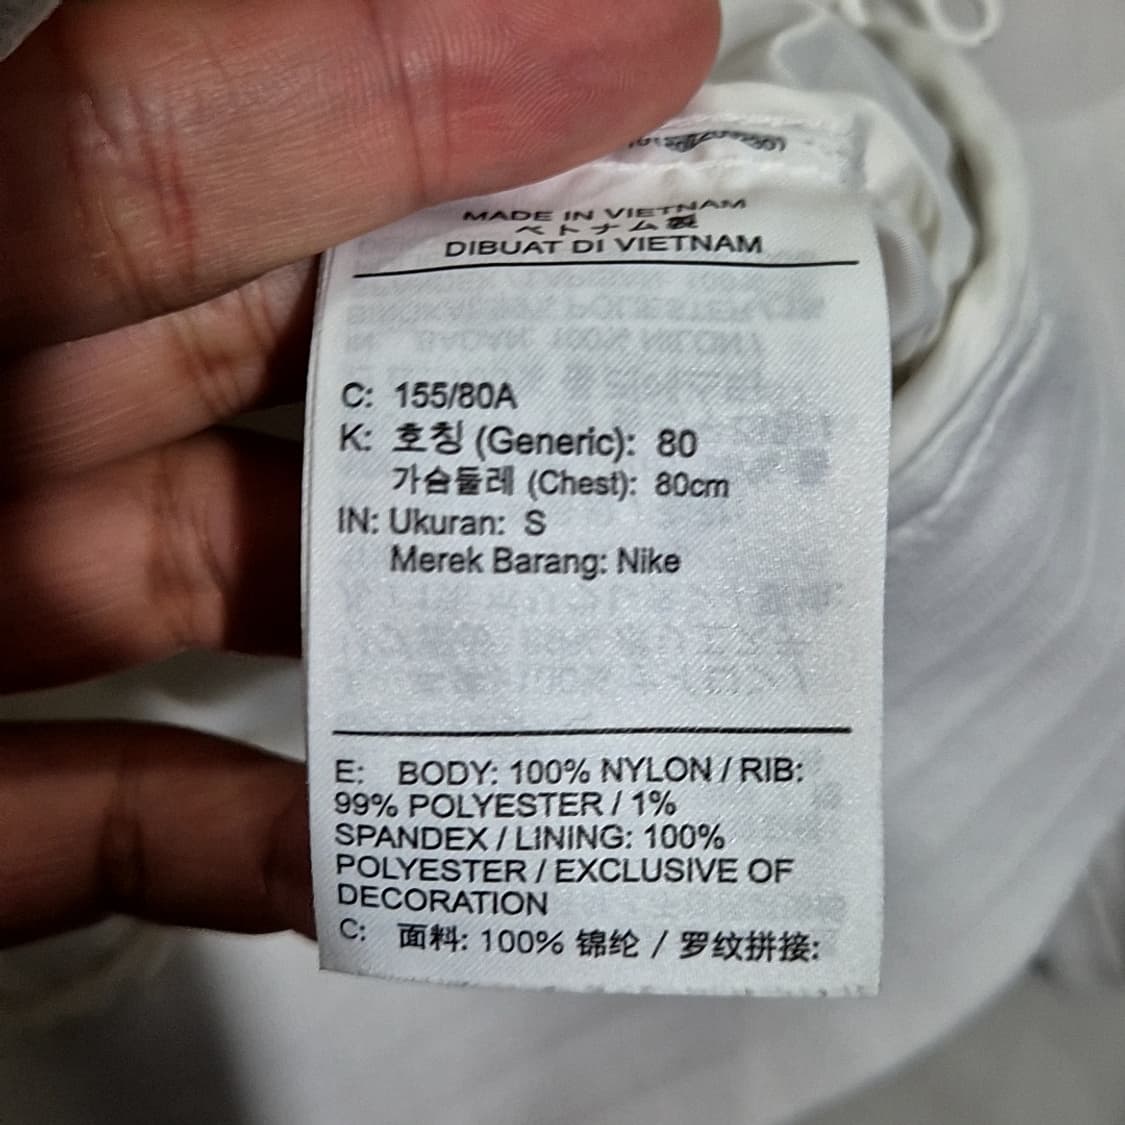 MADE IN VIETNAM
ベトナム製
DIBUAT DI VIETNAM
C: 155/80A
K: 호칭 (Generic): 80
가슴둘레 (Chest): 80cm
IN: Ukuran: S
Merek Barang: Nike
E: BODY: 100% NYLON / RIB:
99% POLYESTER / 1%
SPANDEX / LINING: 100%
POLYESTER / EXCLUSIVE OF
DECORATION
C: 面料: 100% 锦纶 / 罗纹拼接: